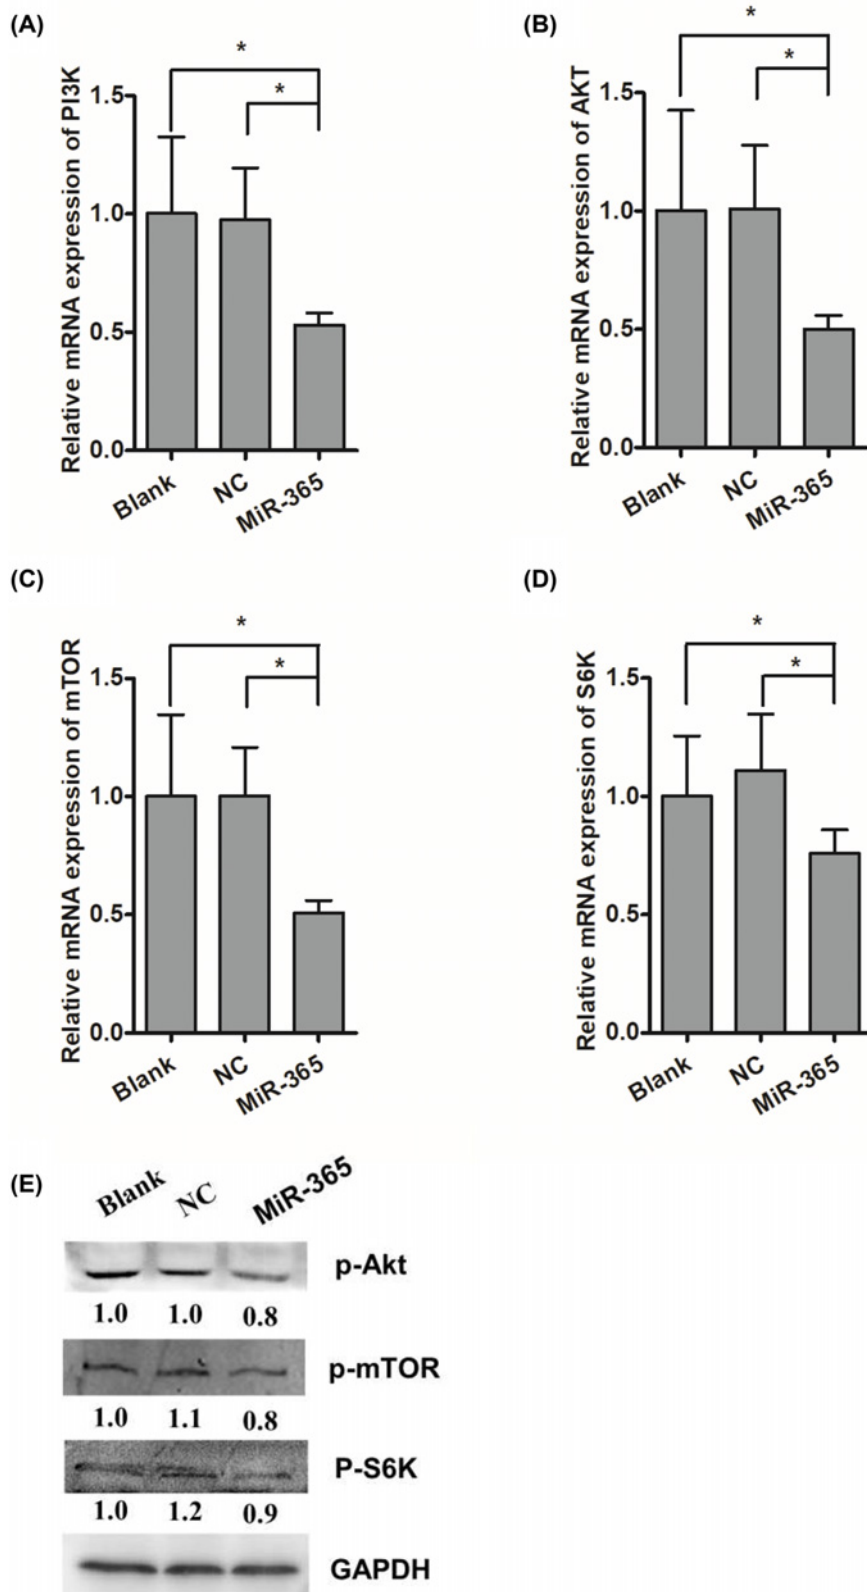 (A)
*
*
Relative mRNA expression of PI3K
1.5
1.0
0.5
0.0
Blank
NC
MiR-365
(B)
*
*
Relative mRNA expression of AKT
1.5
1.0
0.5
0.0
Blank
NC
MiR-365
(C)
*
*
Relative mRNA expression of mTOR
1.5
1.0
0.5
0.0
Blank
NC
MiR-365
(D)
*
*
Relative mRNA expression of S6K
1.5
1.0
0.5
0.0
Blank
NC
MiR-365
(E)
Blank NC MiR-365
p-Akt
1.0 1.0 0.8
p-mTOR
1.0 1.1 0.8
P-S6K
1.0 1.2 0.9
GAPDH